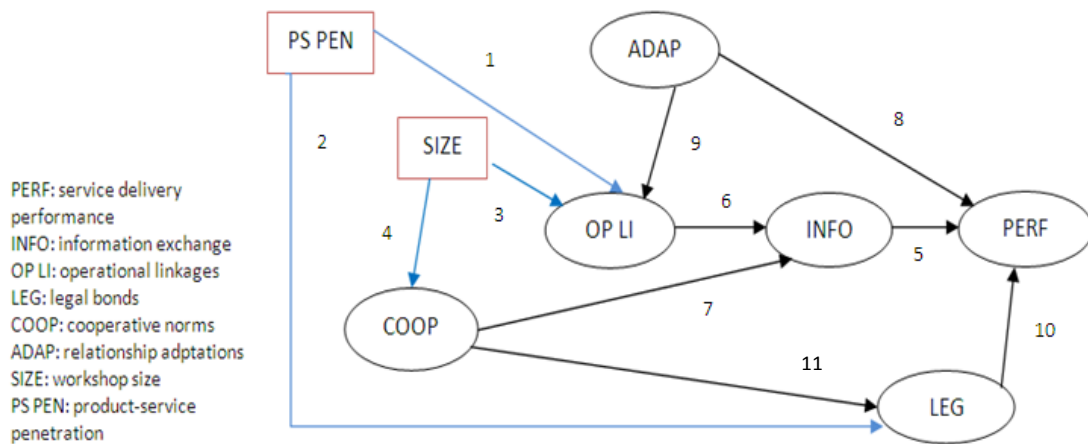 PS PEN
1
ADAP
8
2
SIZE
9
3
6
4
OP LI
INFO
5
PERF
COOP
7
10
11
LEG
PERF: service delivery
performance
INFO: information exchange
OP LI: operational linkages
LEG: legal bonds
COOP: cooperative norms
ADAP: relationship adptations
SIZE: workshop size
PS PEN: product-service
penetration